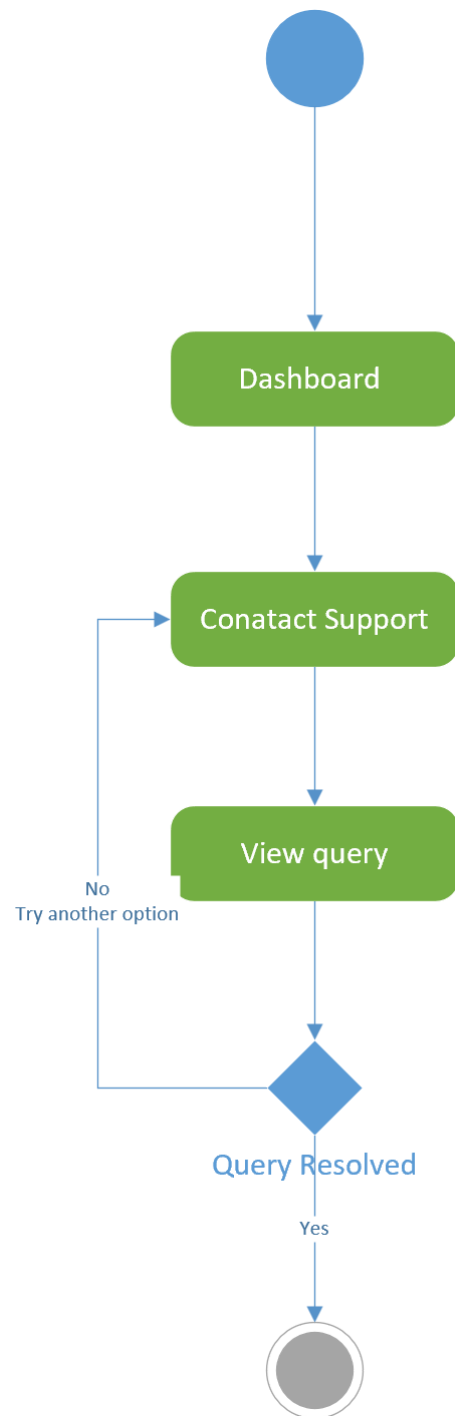 Dashboard
Conatact Support
View query
No
Try another option
Query Resolved
Yes